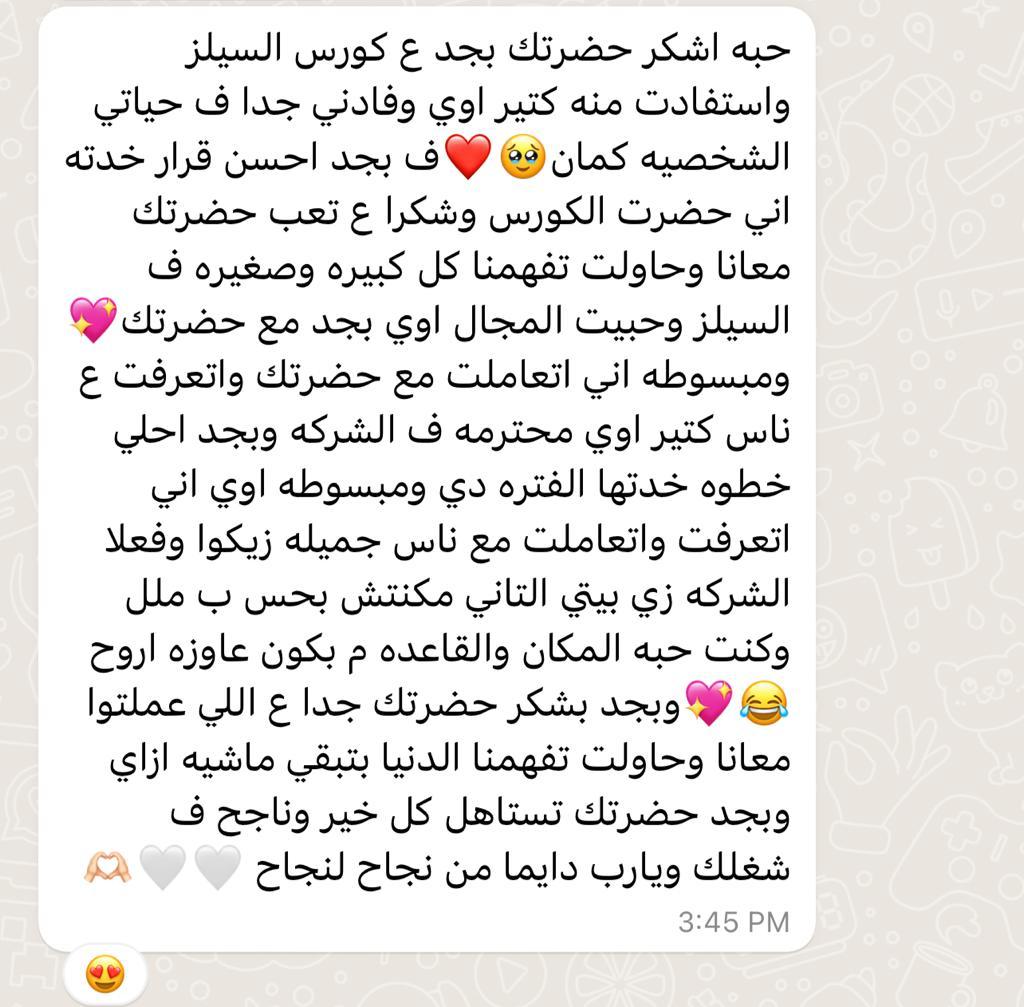 حبه اشكر حضرتك بجد ع كورس السيلز
واستفادت منه كتير اوي وفادني جدا ف حياتي
الشخصيه كمان🥹❤️ف بجد احسن قرار خدته
اني حضرت الكورس وشكرا ع تعب حضرتك
معانا وحاولت تفهمنا كل كبيره وصغيره ف
السيلز وحبيت المجال اوي بجد مع حضرتك💖
ومبسوطه اني اتعاملت مع حضرتك واتعرفت ع
ناس كتير اوي محترمه ف الشركه وبجد احلي
خطوه خدتها الفتره دي ومبسوطه اوي اني
اتعرفت واتعاملت مع ناس جميله زيكوا وفعلا
الشركه زي بيتي التاني مكنتش بحس ب ملل
وكنت حبه المكان والقاعده م بكون عاوزه اروح
😂💖وبجد بشكر حضرتك جدا ع اللي عملتوا
معانا وحاولت تفهمنا الدنيا بتبقي ماشيه ازاي
وبجد حضرتك تستاهل كل خير وناجح ف
شغلك ويارب دايما من نجاح لنجاح 🤍🤍🫶🏻
3:45 PM
😍